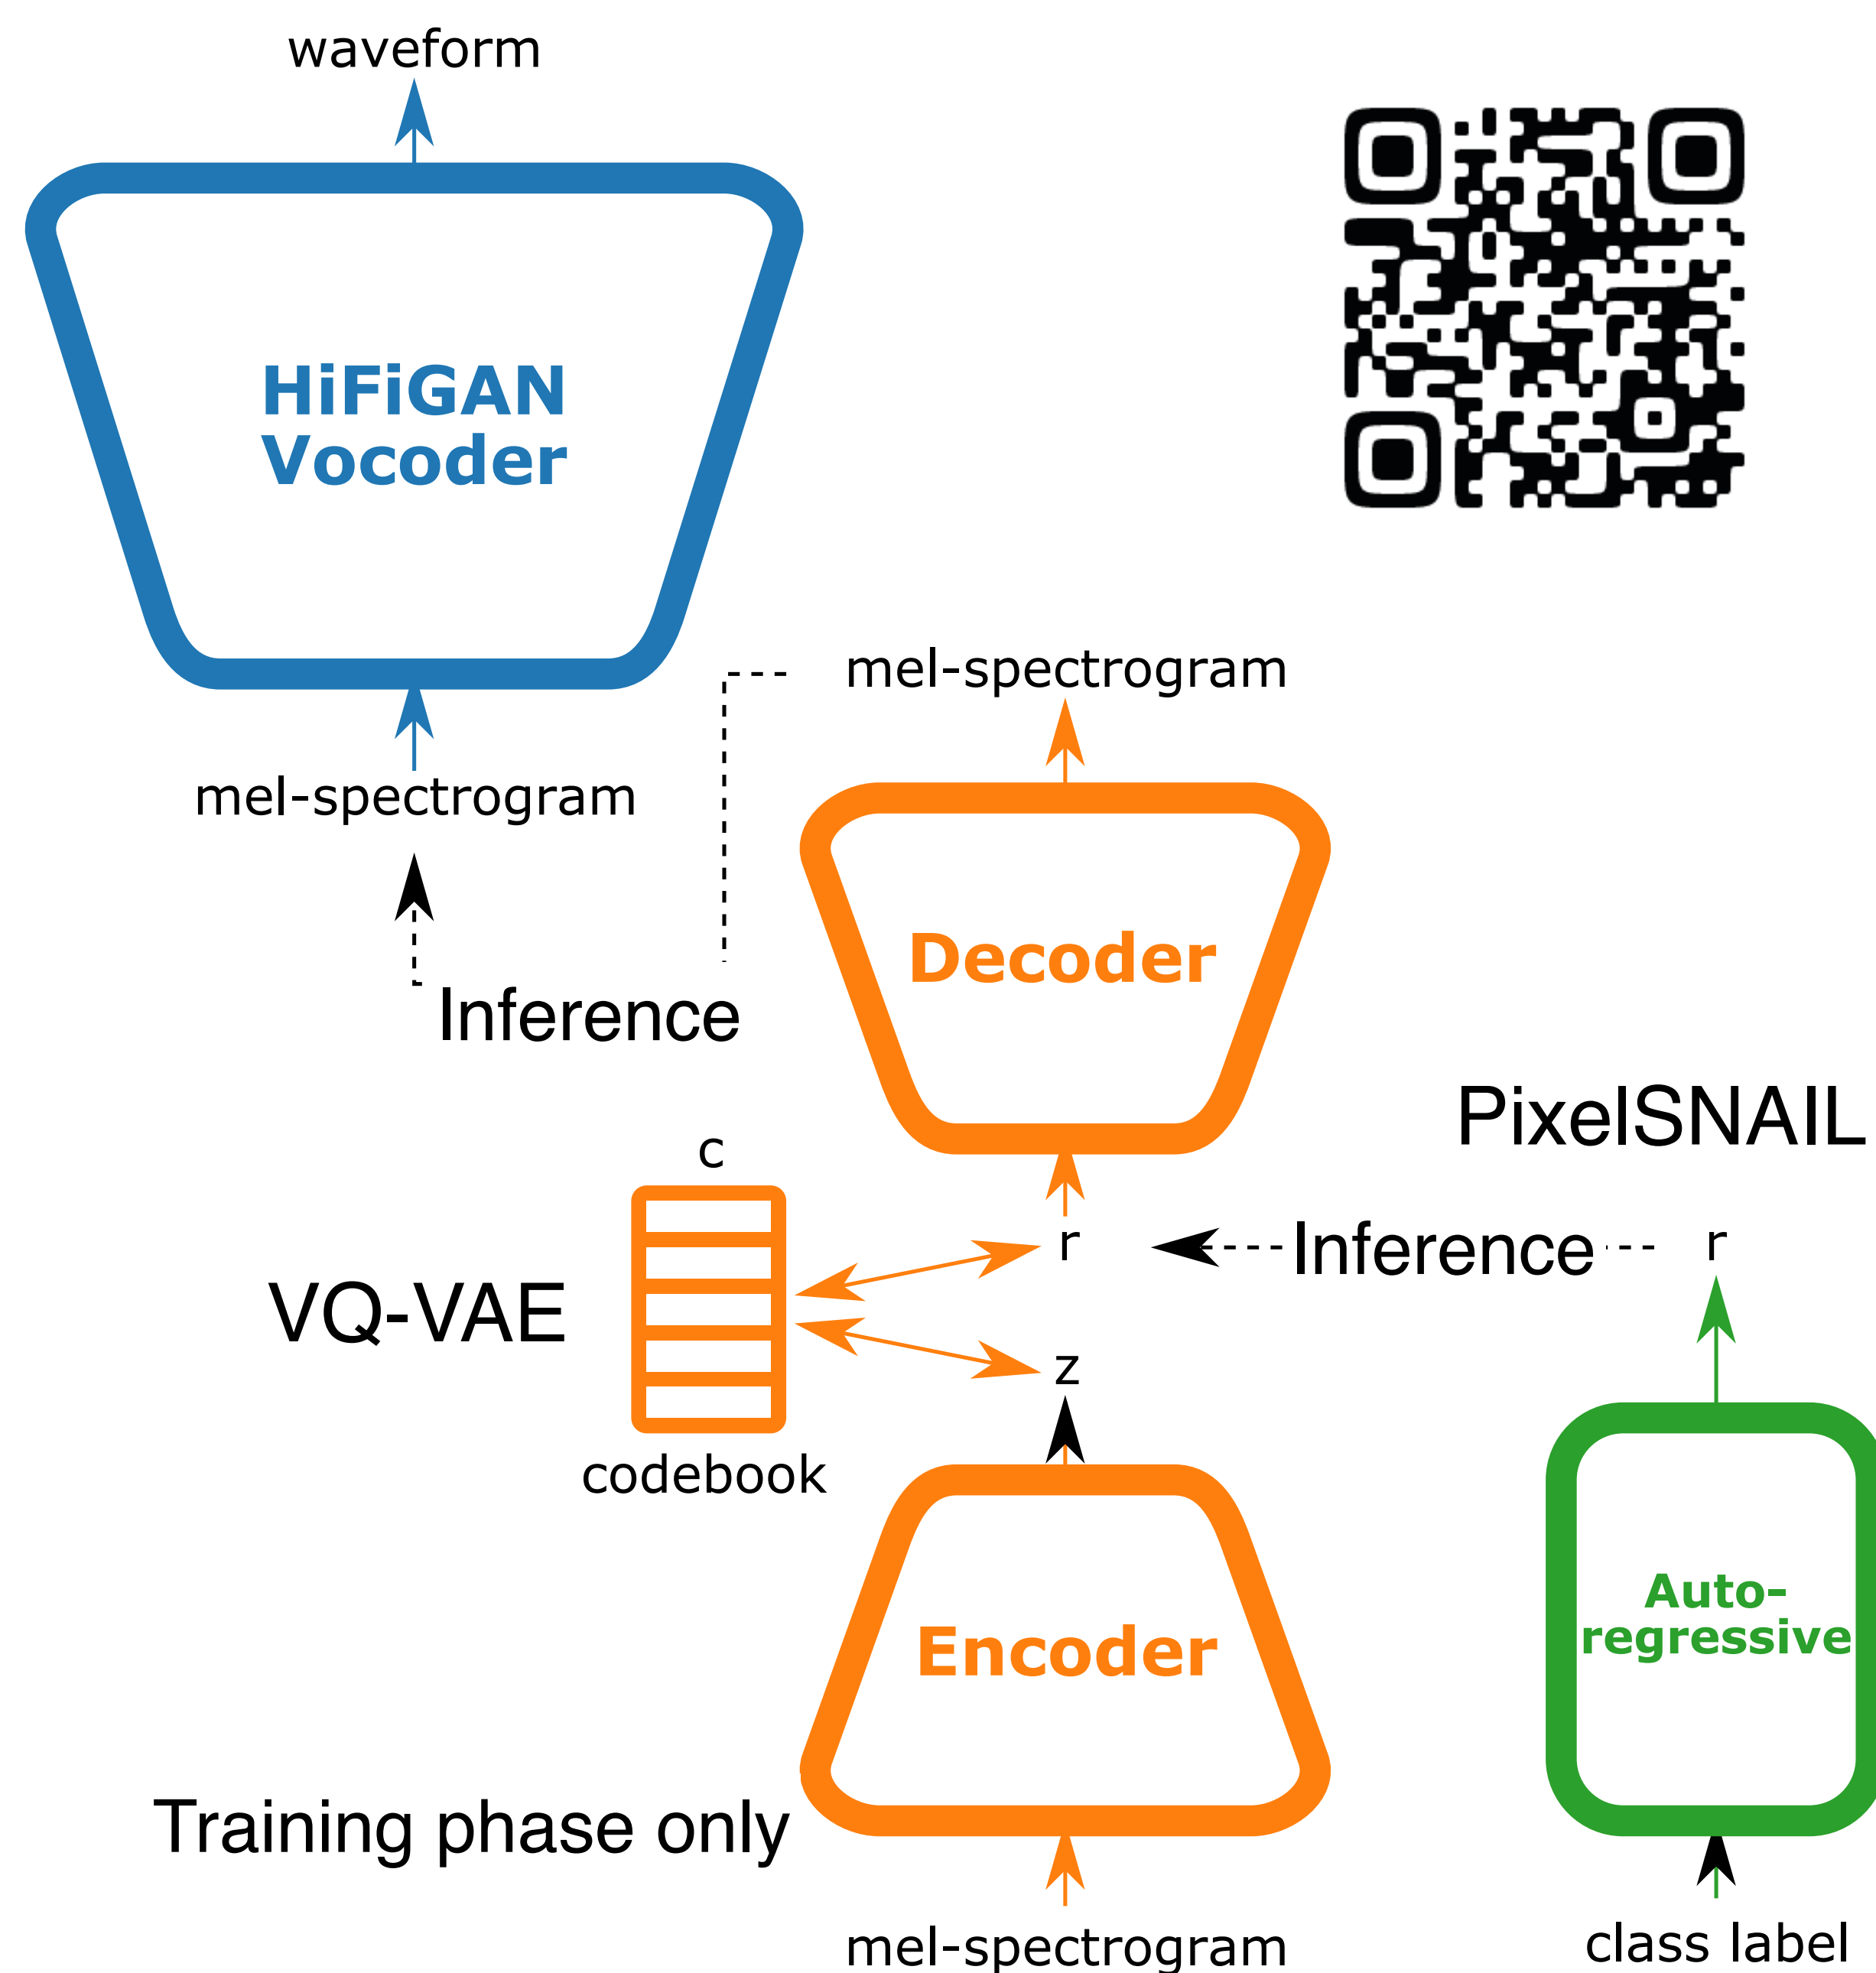 waveform
HiFiGAN
Vocoder
mel-spectrogram
mel-spectrogram
Decoder
Inference
PixelSNAIL
c
r
Inference
r
VQ-VAE
z
codebook
Auto-
regressive
Encoder
Training phase only
mel-spectrogram
class label